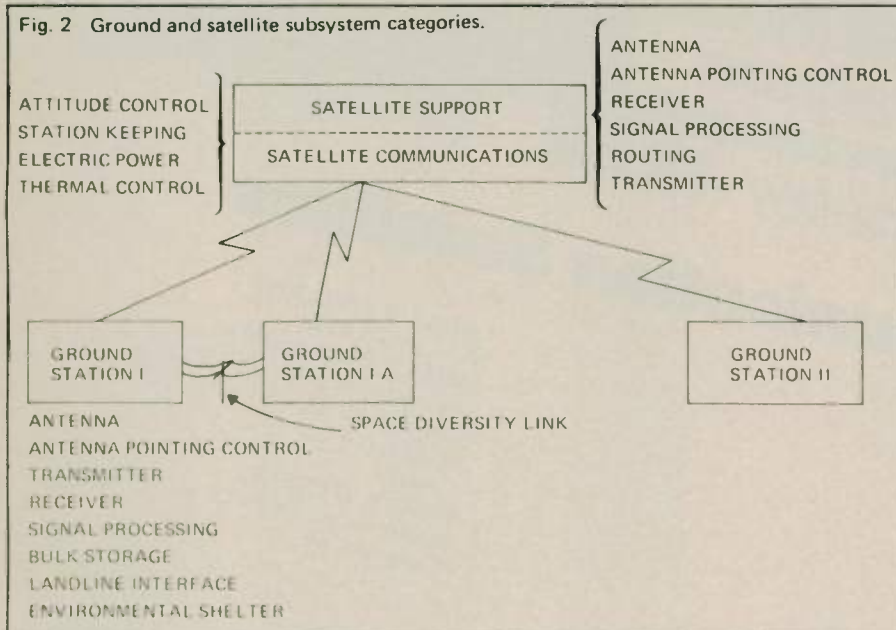 Fig. 2 Ground and satellite subsystem categories.
ATTITUDE CONTROL
STATION KEEPING
ELECTRIC POWER
THERMAL CONTROL
SATELLITE SUPPORT
SATELLITE COMMUNICATIONS
ANTENNA
ANTENNA POINTING CONTROL
RECEIVER
SIGNAL PROCESSING
ROUTING
TRANSMITTER
GROUND
STATION I
GROUND
STATION I A
GROUND
STATION II
SPACE DIVERSITY LINK
ANTENNA
ANTENNA POINTING CONTROL
TRANSMITTER
RECEIVER
SIGNAL PROCESSING
BULK STORAGE
LANDLINE INTERFACE
ENVIRONMENTAL SHELTER